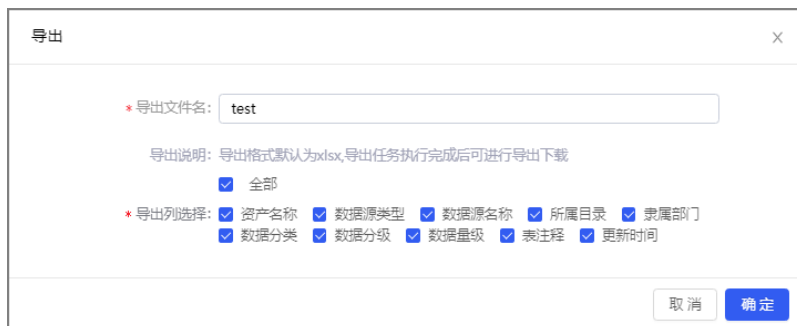 导出
* 导出文件名: test
导出说明: 导出格式默认为xlsx,导出任务执行完成后可进行导出下载
全部
* 导出列选择: 资产名称 数据源类型 数据源名称 所属目录 隶属部门
数据分类 数据分级 数据量级 表注释 更新时间
取消 确定